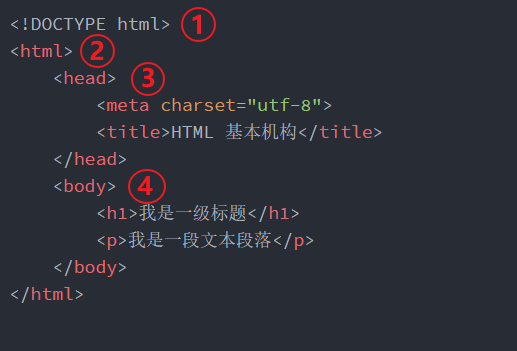 <!DOCTYPE html> ①
<html> ②
    <head> ③
        <meta charset="utf-8">
        <title>HTML 基本机构</title>
    </head>
    <body> ④
        <h1>我是一级标题</h1>
        <p>我是一段文本段落</p>
    </body>
</html>